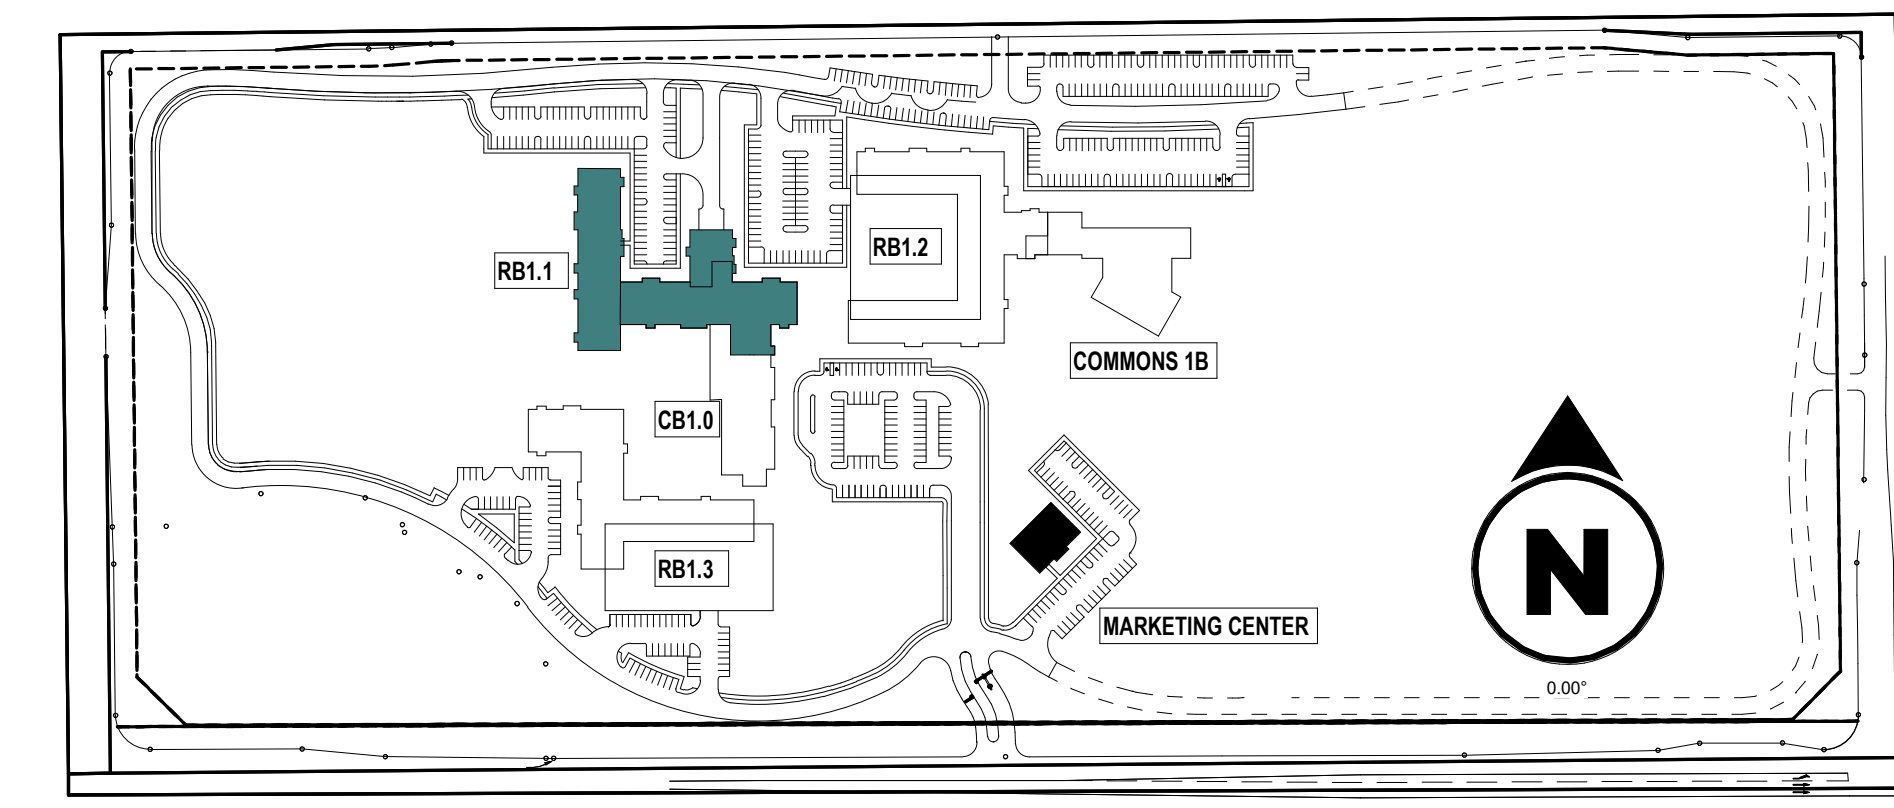 RB1.2
RB1.1
COMMONS 1B
CB1.0
N
RB1.3
MARKETING CENTER
0.00°